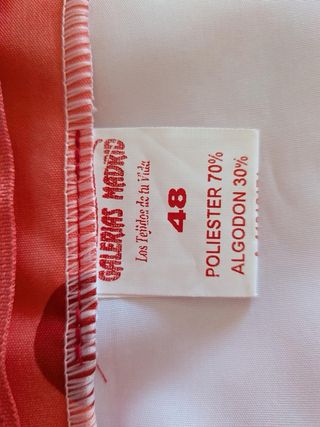 GALERIAS MADRID
Los Tejidos de tu Vida
48
POLIESTER 70%
ALGODON 30%